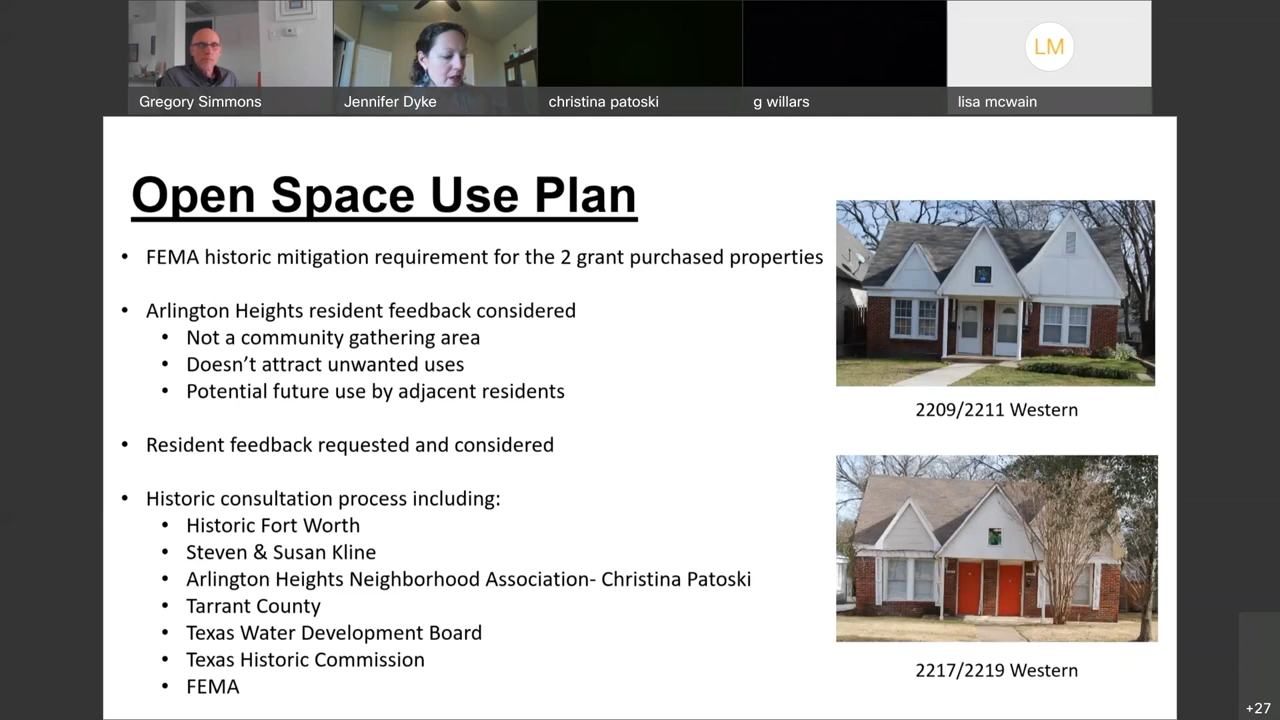 Gregory Simmons
Jennifer Dyke
christina patoski
g willars
LM
lisa mcwain
Open Space Use Plan
• FEMA historic mitigation requirement for the 2 grant purchased properties
• Arlington Heights resident feedback considered
• Not a community gathering area
• Doesn’t attract unwanted uses
• Potential future use by adjacent residents
• Resident feedback requested and considered
• Historic consultation process including:
• Historic Fort Worth
• Steven & Susan Kline
• Arlington Heights Neighborhood Association- Christina Patoski
• Tarrant County
• Texas Water Development Board
• Texas Historic Commission
• FEMA
2209/2211 Western
2217/2219 Western
+27